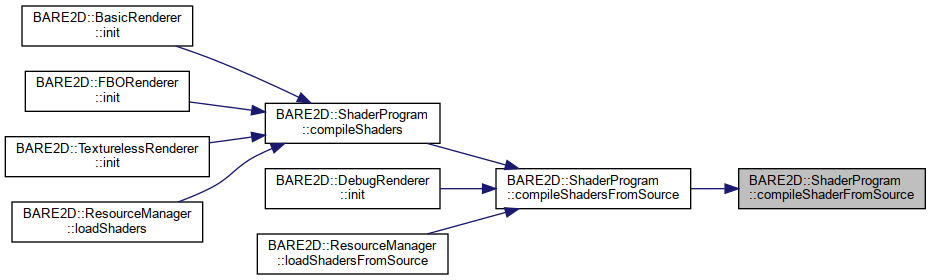 BARE2D::BasicRenderer
::init
BARE2D::FBORenderer
::init
BARE2D::TexturelessRenderer
::init
BARE2D::ResourceManager
::loadShaders
BARE2D::ShaderProgram
::compileShaders
BARE2D::DebugRenderer
::init
BARE2D::ResourceManager
::loadShadersFromSource
BARE2D::ShaderProgram
::compileShadersFromSource
BARE2D::ShaderProgram
::compileShaderFromSource